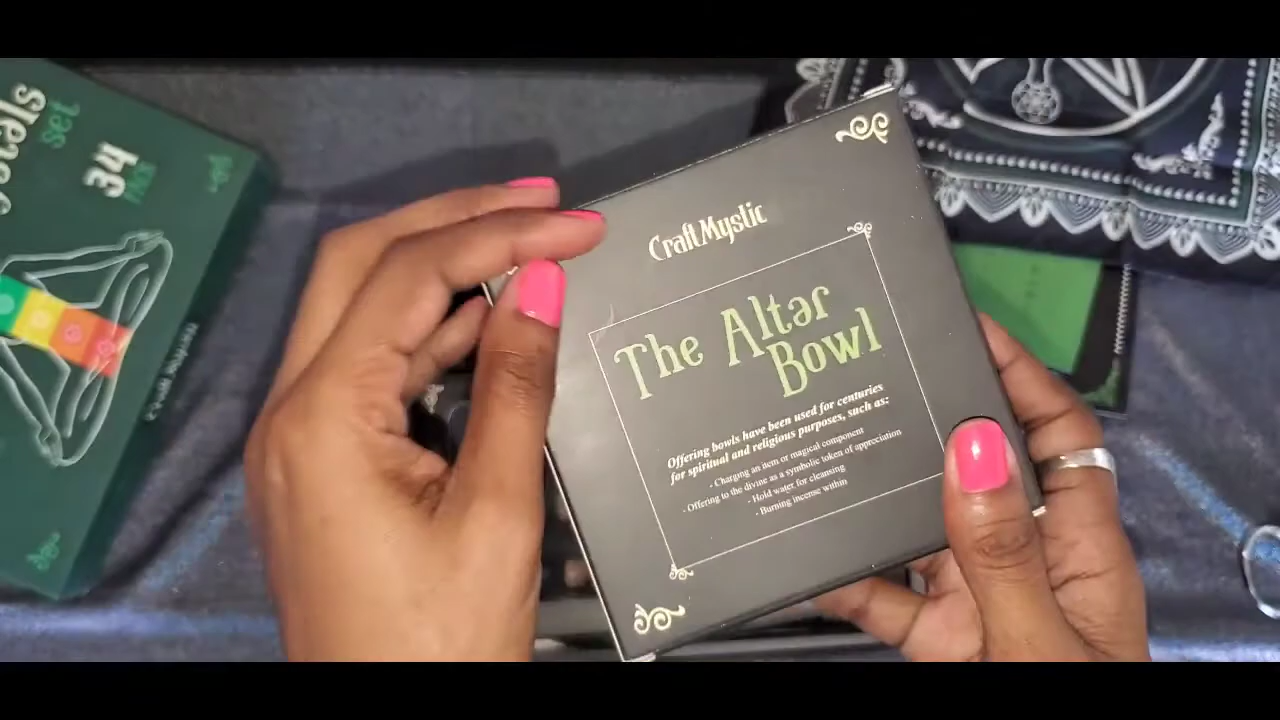 set
34
PACK
CraftMystic
The Altar
Bowl
Offering bowls have been used for centuries
for spiritual and religious purposes, such as:
- Charging an item or magical component
- Offering to the divine as a symbolic token of appreciation
- Hold water for cleansing
- Burning incense within